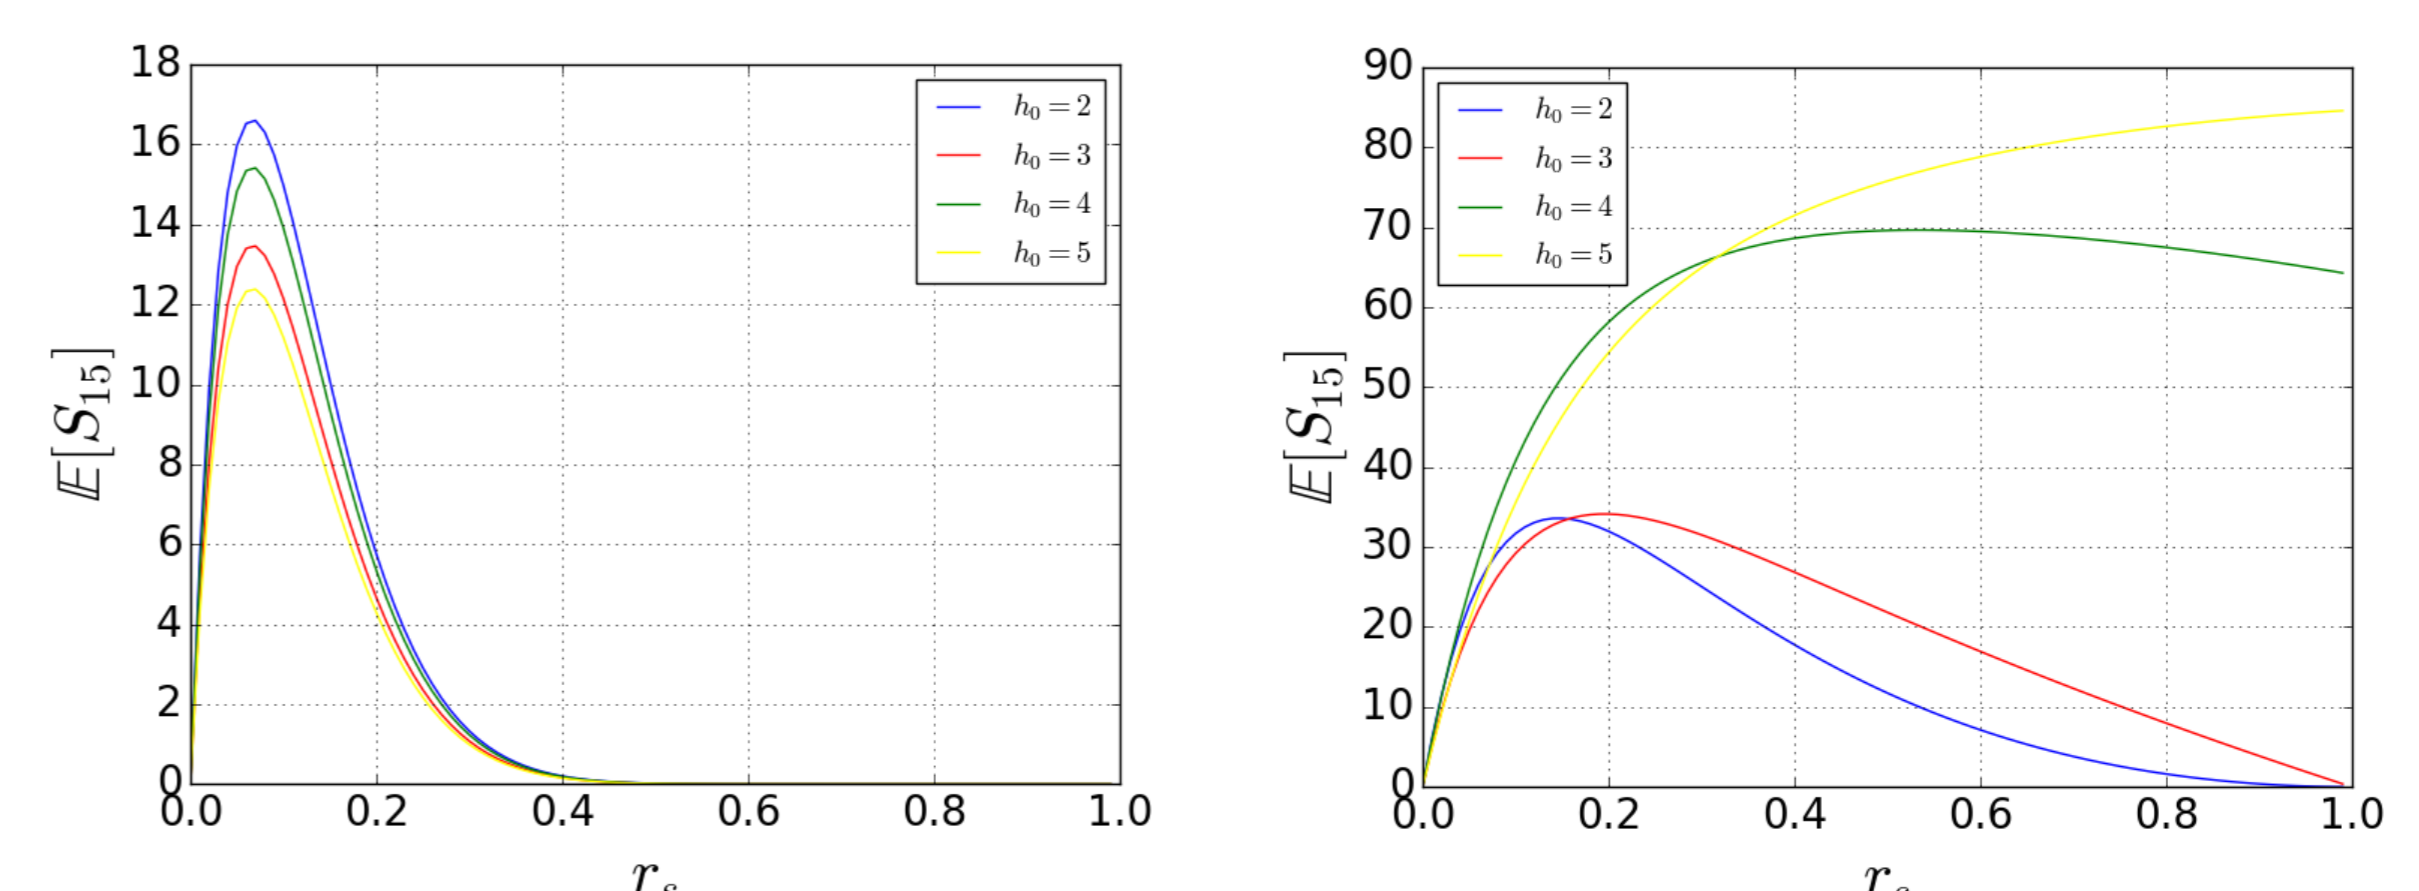 18
16
14
12
10
8
6
4
2
0
0.0 0.2 0.4 0.6 0.8 1.0
𝔼[S₁₅]
h₀ = 2
h₀ = 3
h₀ = 4
h₀ = 5
90
80
70
60
50
40
30
20
10
0
0.0 0.2 0.4 0.6 0.8 1.0
𝔼[S₁₅]
h₀ = 2
h₀ = 3
h₀ = 4
h₀ = 5